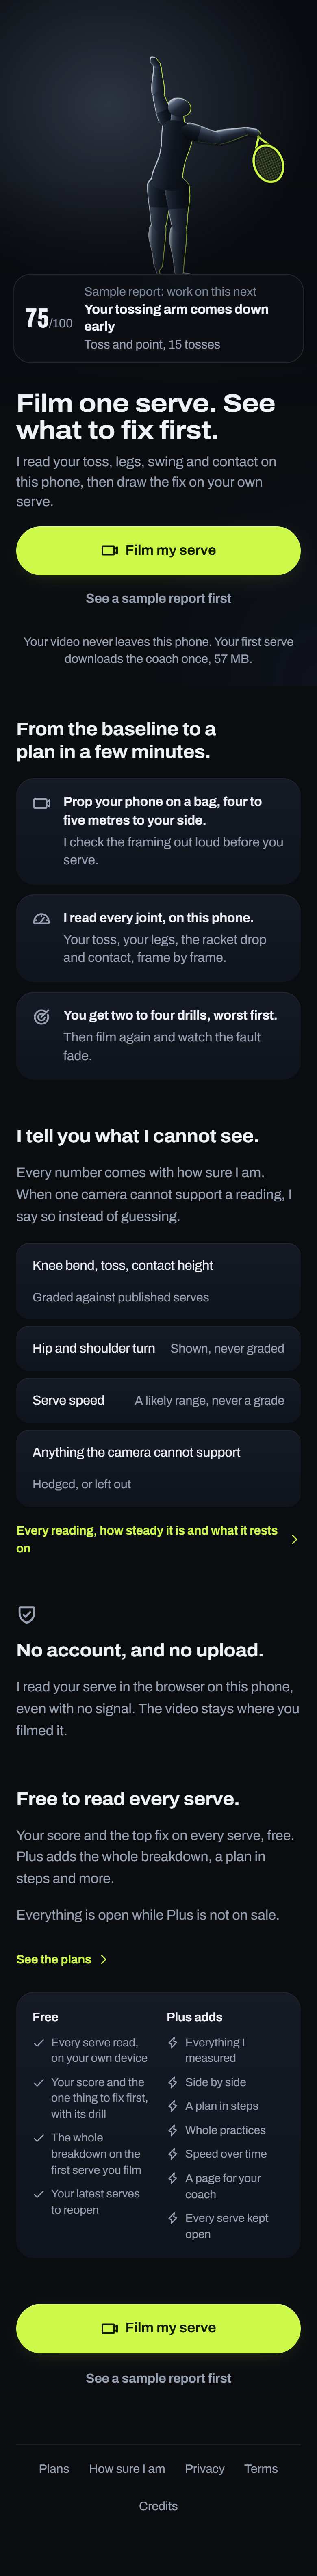 Sample report: work on this next
75/100
Your tossing arm comes down
early
Toss and point, 15 tosses
Film one serve. See
what to fix first.
I read your toss, legs, swing and contact on
this phone, then draw the fix on your own
serve.
Film my serve
See a sample report first
Your video never leaves this phone. Your first serve
downloads the coach once, 57 MB.
From the baseline to a
plan in a few minutes.
Prop your phone on a bag, four to
five metres to your side.
I check the framing out loud before you
serve.
I read every joint, on this phone.
Your toss, your legs, the racket drop
and contact, frame by frame.
You get two to four drills, worst first.
Then film again and watch the fault
fade.
I tell you what I cannot see.
Every number comes with how sure I am.
When one camera cannot support a reading, I
say so instead of guessing.
Knee bend, toss, contact height
Graded against published serves
Hip and shoulder turn Shown, never graded
Serve speed A likely range, never a grade
Anything the camera cannot support
Hedged, or left out
Every reading, how steady it is and what it rests
on
No account, and no upload.
I read your serve in the browser on this phone,
even with no signal. The video stays where you
filmed it.
Free to read every serve.
Your score and the top fix on every serve, free.
Plus adds the whole breakdown, a plan in
steps and more.
Everything is open while Plus is not on sale.
See the plans
Free
Every serve read,
on your own device
Your score and the
one thing to fix first,
with its drill
The whole
breakdown on the
first serve you film
Your latest serves
to reopen
Plus adds
Everything I
measured
Side by side
A plan in steps
Whole practices
Speed over time
A page for your
coach
Every serve kept
open
Film my serve
See a sample report first
Plans How sure I am Privacy Terms
Credits